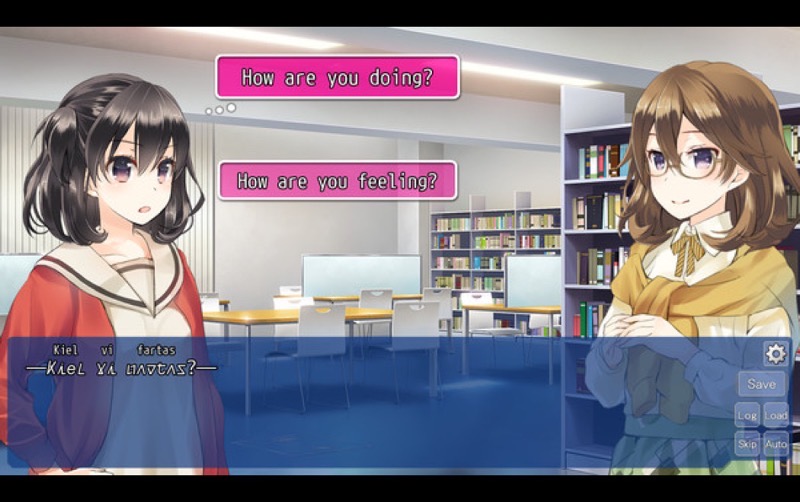 How are you doing?
How are you feeling?
Kiel vi fartas
Save
Log Load
Skip Auto